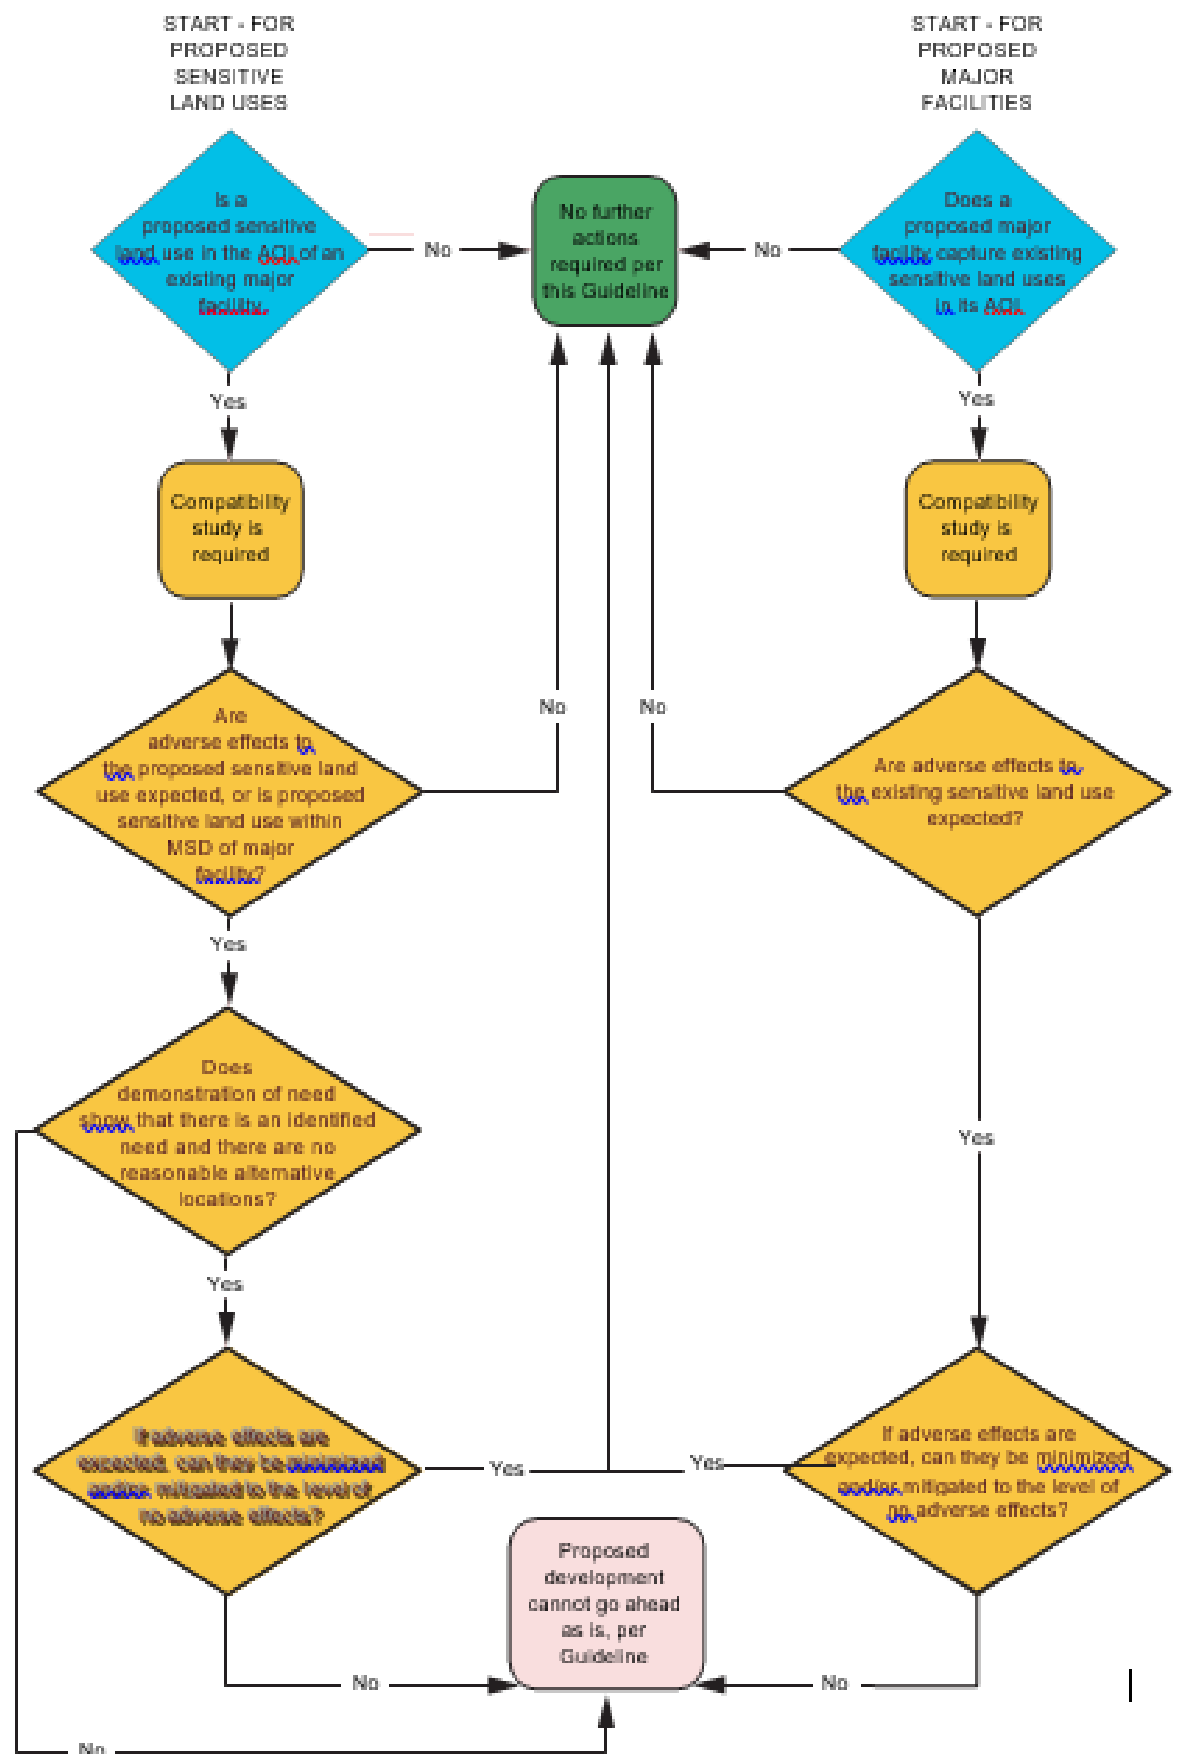 START - FOR
PROPOSED
SENSITIVE
LAND USES
START - FOR
PROPOSED
MAJOR
FACILITIES
Is a
proposed sensitive
land use in the AOI of an
existing major
facility
No
No further
actions
required per
this Guideline
No
Does a
proposed major
facility capture existing
sensitive land uses
in its AOI
Yes
Yes
Compatibility
study is
required
Compatibility
study is
required
No
No
Are
adverse effects to
the proposed sensitive land
use expected, or is proposed
sensitive land use within
MSD of major
facility?
Are adverse effects to
the existing sensitive land use
expected?
Yes
Does
demonstration of need
show that there is an identified
need and there are no
reasonable alternative
locations?
Yes
Yes
If adverse effects are
expected, can they be minimized
and/or mitigated to the level of
no adverse effects?
Yes
Yes
If adverse effects are
expected, can they be minimized
and/or mitigated to the level of
no adverse effects?
Proposed
development
cannot go ahead
as is, per
Guideline
No
No
No